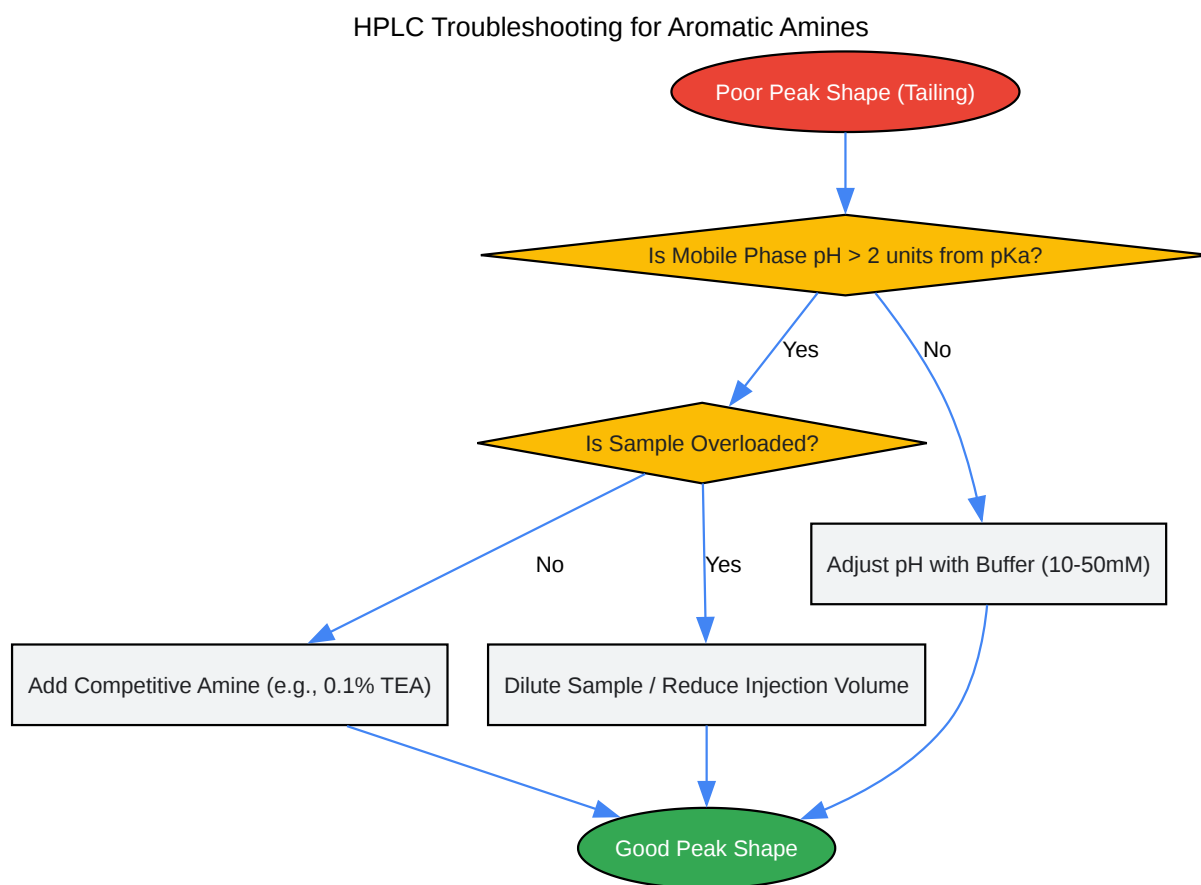 HPLC Troubleshooting for Aromatic Amines
Poor Peak Shape (Tailing)
Is Mobile Phase pH > 2 units from pKa?
Yes
No
Is Sample Overloaded?
Adjust pH with Buffer (10-50mM)
No
Yes
Add Competitive Amine (e.g., 0.1% TEA)
Dilute Sample / Reduce Injection Volume
Good Peak Shape